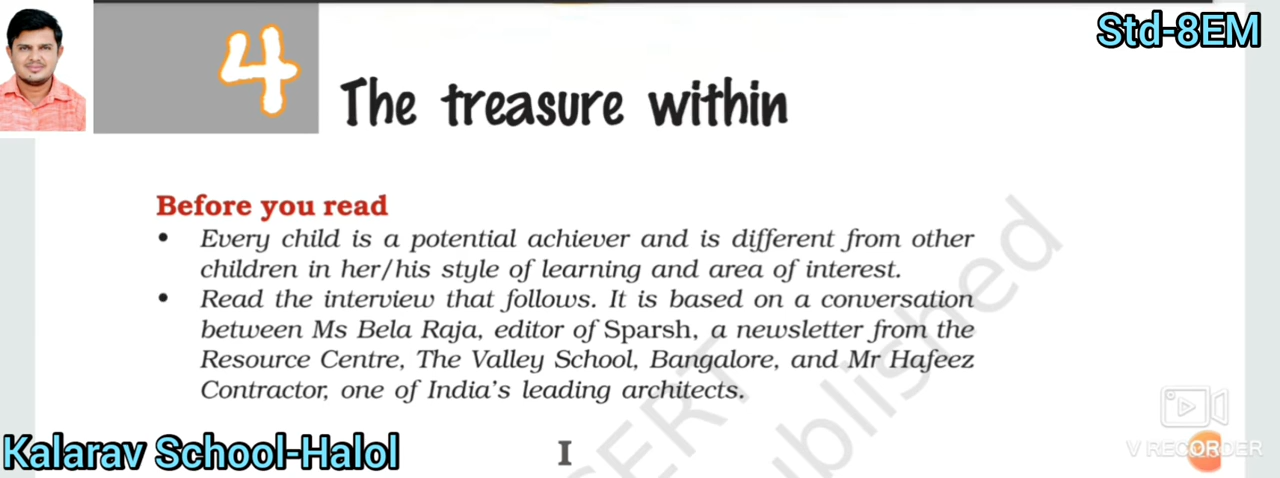 4
Std-8EM
The treasure within
Before you read
• Every child is a potential achiever and is different from other
children in her/his style of learning and area of interest.
• Read the interview that follows. It is based on a conversation
between Ms Bela Raja, editor of Sparsh, a newsletter from the
Resource Centre, The Valley School, Bangalore, and Mr Hafeez
Contractor, one of India's leading architects.
Kalarav School-Halol
I
V RECORDER